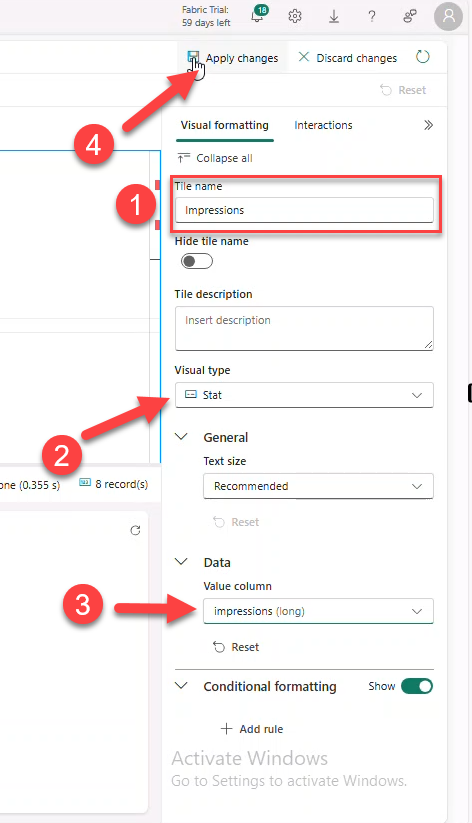 Fabric Trial:
59 days left
18
?
Apply changes
Discard changes
Reset
4
Visual formatting
Interactions
Collapse all
1
Tile name
Impressions
Hide tile name
Tile description
Insert description
Visual type
Stat
2
General
Text size
one (0.355 s)
8 record(s)
Recommended
Reset
Data
Value column
3
impressions (long)
Reset
Conditional formatting
Show
Add rule
Activate Windows
Go to Settings to activate Windows.